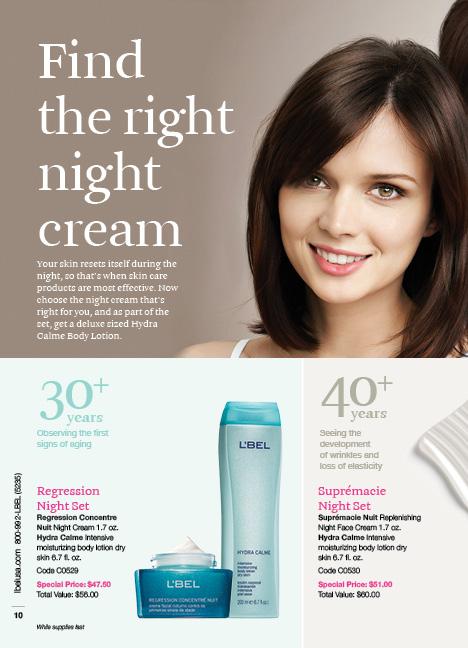 Find
the right
night
cream
Your skin resets itself during the
night, so that's when skin care
products are most effective. Now
choose the night cream that's
right for you, and as part of the
set, get a deluxe sized Hydra
Calme Body Lotion.
30+
years
Observing the first
signs of aging
Regression
Night Set
Regression Concentre
Nuit Night Cream 1.7 oz.
Hydra Calme Intensive
moisturizing body lotion dry
skin 6.7 fl. oz.
Code C0529
Special Price: $47.50
Total Value: $56.00
L'BEL
HYDRA CALME
intensive
moisturizing
body lotion
dry skin
200 ml e (6.7 fl.oz.)
L'BEL
REGRESSION CONCENTRÉ NUIT
40+
years
Seeing the
development
of wrinkles and
loss of elasticity
Suprémacie
Night Set
Suprémacie Nuit Replenishing
Night Face Cream 1.7 oz.
Hydra Calme Intensive
moisturizing body lotion dry
skin 6.7 fl. oz.
Code C0530
Special Price: $51.00
Total Value: $60.00
lbelusa.com 800-992-LBEL (5235)
10
While supplies last